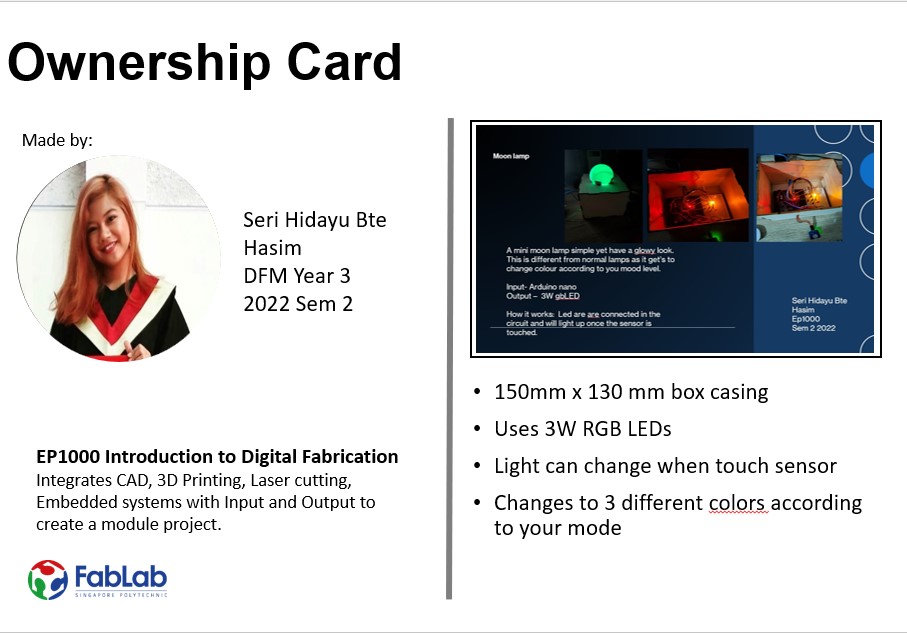 Ownership Card
Made by:
Seri Hidayu Bte
Hasim
DFM Year 3
2022 Sem 2
EP1000 Introduction to Digital Fabrication
Integrates CAD, 3D Printing, Laser cutting,
Embedded systems with Input and Output to
create a module project.
FabLab
SINGAPORE POLYTECHNIC
Moon lamp
A mini moon lamp simple yet have a glowy look.
This is different from normal lamps as it get's to
change colour according to you mood level.
Input- Arduino nano
Output – 3W gbLED
How it works: Led are are connected in the
circuit and will light up once the sensor is
touched.
Seri Hidayu Bte
Hasim
Ep1000
Sem 2 2022
• 150mm x 130 mm box casing
• Uses 3W RGB LEDs
• Light can change when touch sensor
• Changes to 3 different colors according
to your mode